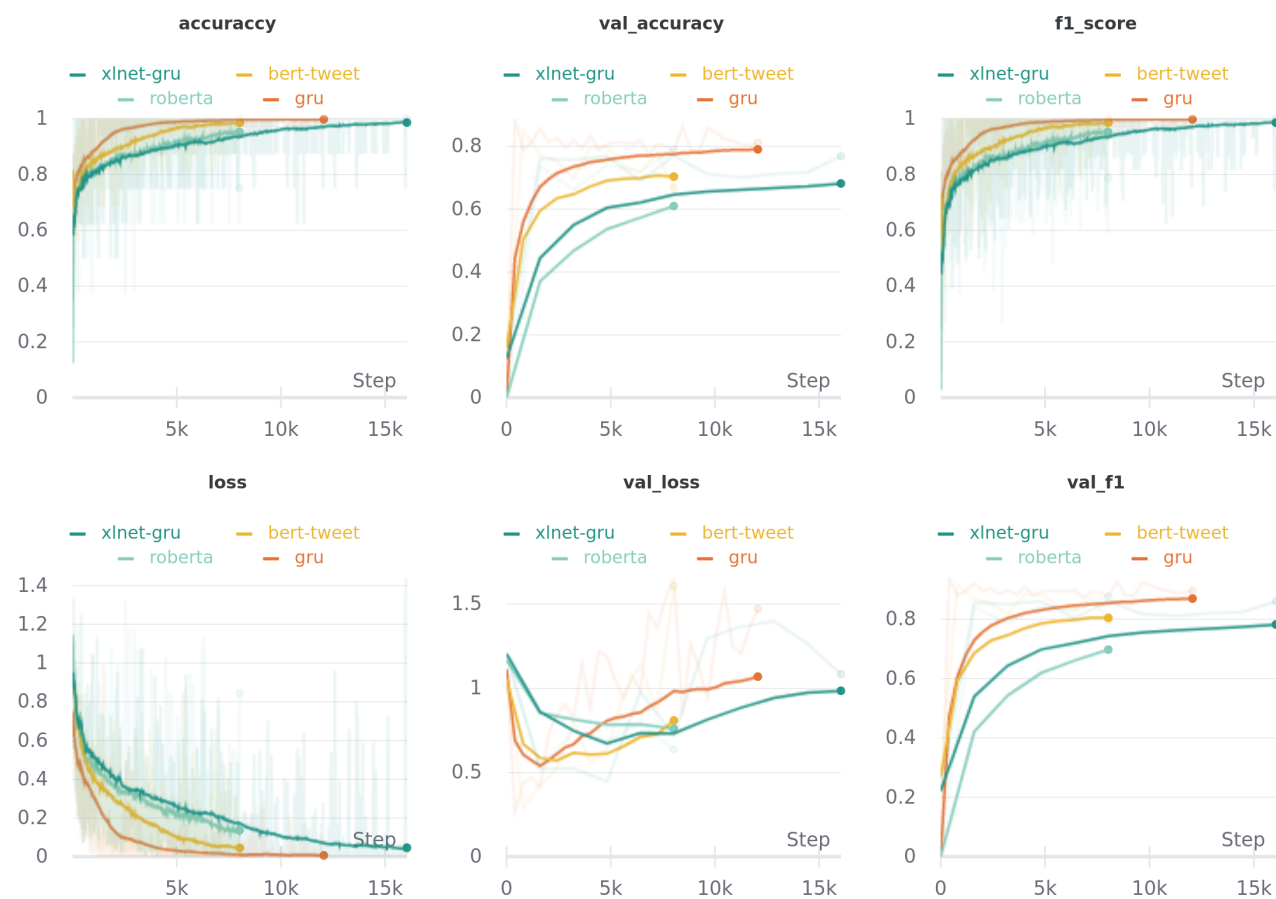 accuraccy
xlnet-gru bert-tweet
roberta gru
1
0.8
0.6
0.4
0.2
0
Step
5k 10k 15k
val_accuracy
xlnet-gru bert-tweet
roberta gru
0.8
0.6
0.4
0.2
0
Step
0 5k 10k 15k
f1_score
xlnet-gru bert-tweet
roberta gru
1
0.8
0.6
0.4
0.2
0
Step
5k 10k 15k
loss
xlnet-gru bert-tweet
roberta gru
1.4
1.2
1
0.8
0.6
0.4
0.2
0
Step
5k 10k 15k
val_loss
xlnet-gru bert-tweet
roberta gru
1.5
1
0.5
0
Step
0 5k 10k 15k
val_f1
xlnet-gru bert-tweet
roberta gru
0.8
0.6
0.4
0.2
0
Step
0 5k 10k 15k